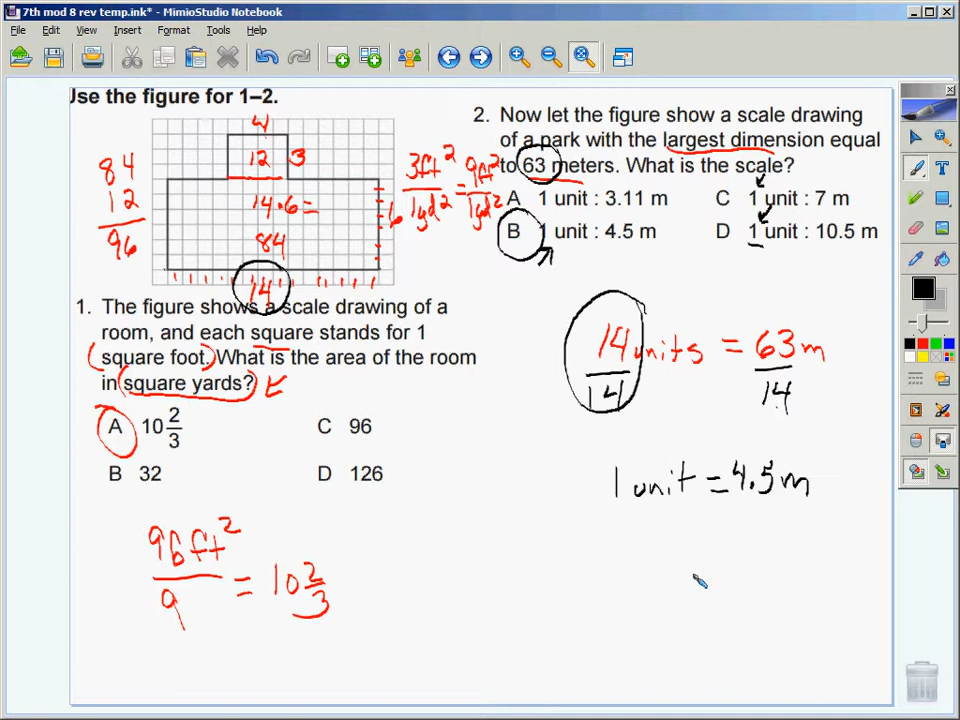 7th mod 8 rev temp.ink* - MimioStudio Notebook
File Edit View Insert Format Tools Help
Use the figure for 1–2.
4
12 3
14·6=
84
6
14
84
12
96
3ft² = 9ft²
1yd² 1yd²
1. The figure shows a scale drawing of a
room, and each square stands for 1
square foot. What is the area of the room
in square yards?
A 10 2/3
C 96
B 32
D 126
96ft²
9
= 10 2/3
2. Now let the figure show a scale drawing
of a park with the largest dimension equal
to 63 meters. What is the scale?
A 1 unit : 3.11 m
C 1 unit : 7 m
B 1 unit : 4.5 m
D 1 unit : 10.5 m
14 units = 63 m
14 14
1 unit = 4.5 m